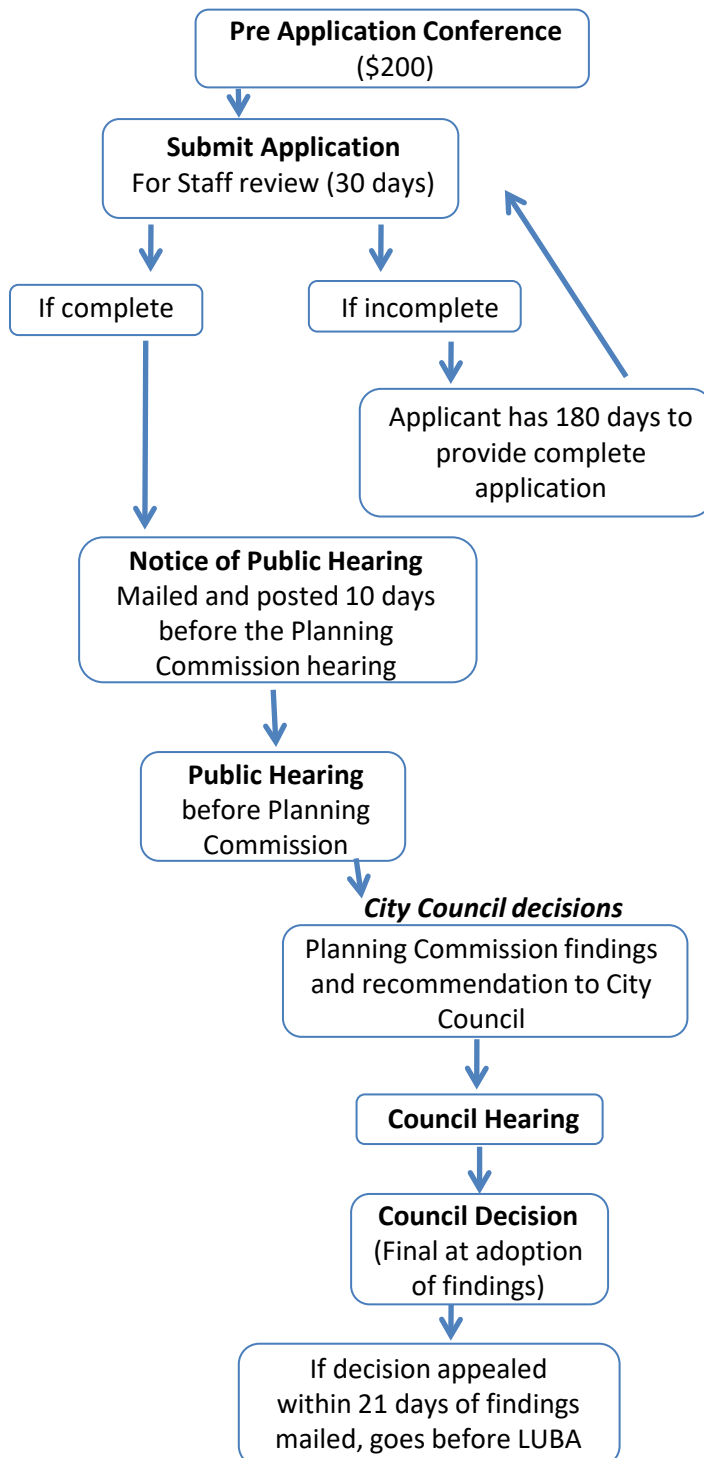 Pre Application Conference
($200)
Submit Application
For Staff review (30 days)
If complete
If incomplete
Applicant has 180 days to
provide complete
application
Notice of Public Hearing
Mailed and posted 10 days
before the Planning
Commission hearing
Public Hearing
before Planning
Commission
City Council decisions
Planning Commission findings
and recommendation to City
Council
Council Hearing
Council Decision
(Final at adoption
of findings)
If decision appealed
within 21 days of findings
mailed, goes before LUBA